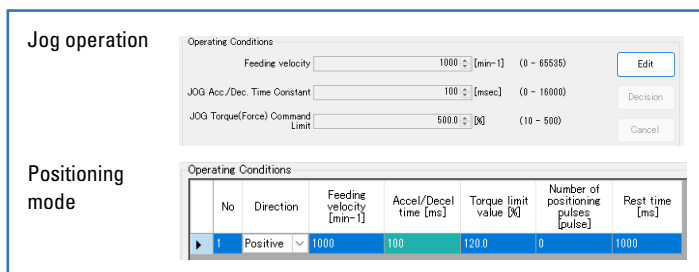 Jog operation
Operating Conditions
Feeding velocity 1000 [min-1] (0 - 65535) Edit
JOG Acc./Dec. Time Constant 100 [msec] (0 - 16000) Decision
JOG Torque(Force) Command
Limit 500.0 [%] (10 - 500) Cancel
Positioning
mode
Operating Conditions
No Direction Feeding velocity [min-1] Accel/Decel time [ms] Torque limit value [%] Number of positioning pulses [pulse] Rest time [ms]
1 Positive 1000 100 120.0 0 1000